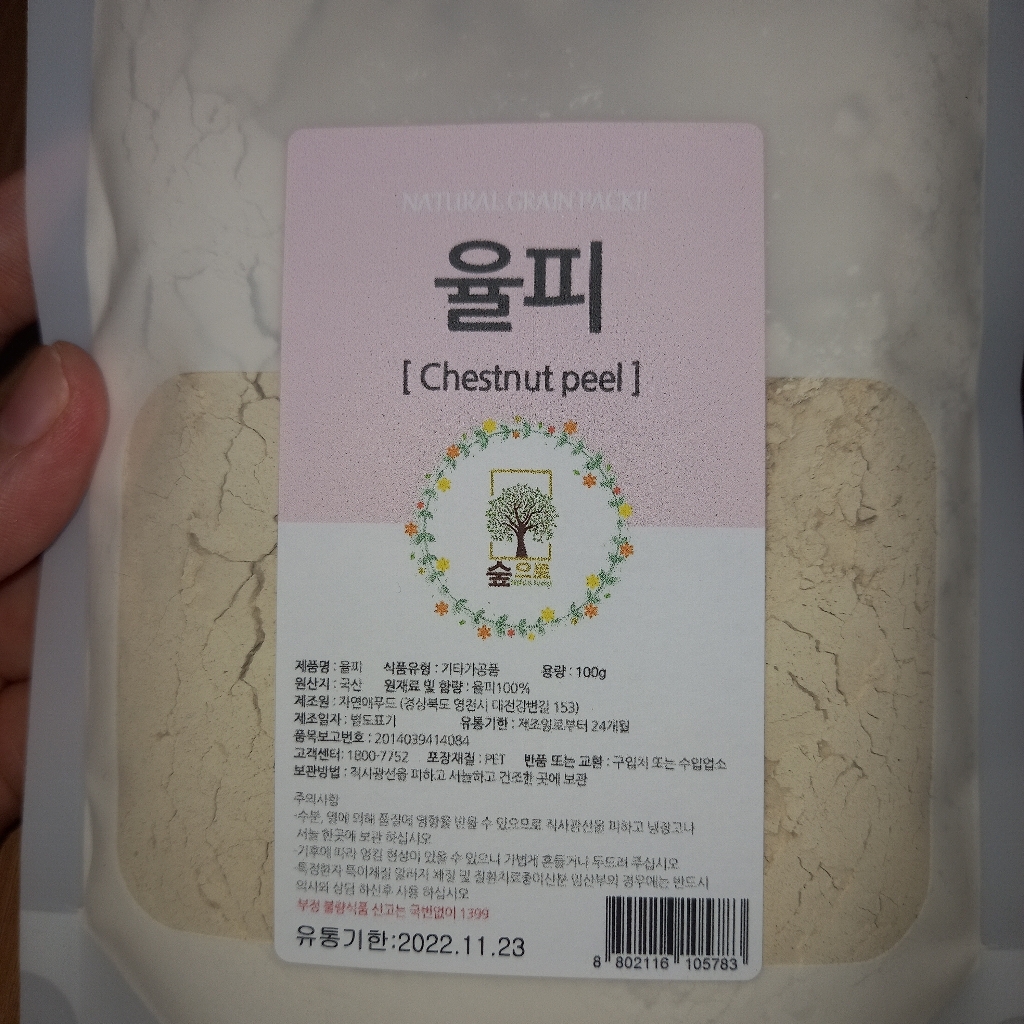 NATURAL GRAIN PACK!!
율피
[ Chestnut peel ]
숲으로
제품명 : 율피 식품유형 : 기타가공품 용량 : 100g
원산지 : 국산 원재료 및 함량 : 율피100%
제조원 : 자연애푸드 (경상북도 영천시 대전강변길 153)
제조일자 : 별도표기 유통기한 : 제조일로부터 24개월
품목보고번호 : 2014039414084
고객센터: 1800-7752 포장재질 : PET 반품 또는 교환 : 구입처 또는 수입업소
보관방법 : 직사광선을 피하고 서늘하고 건조한 곳에 보관
주의사항
-수분, 열에 의해 품질에 영향을 받을 수 있으므로 직사광선을 피하고 냉장고나
서늘 한곳에 보관 하십시오
-기후에 따라 엉킴 현상이 있을 수 있으니 가볍게 흔들거나 두드려 주십시오
-특정환자 특이체질 알러지 체질 및 질환치료중이신분 임산부의 경우에는 반드시
의사와 상담 하신후 사용 하십시오
부정 불량식품 신고는 국번없이 1399
유통기한:2022.11.23
8 802116 105783